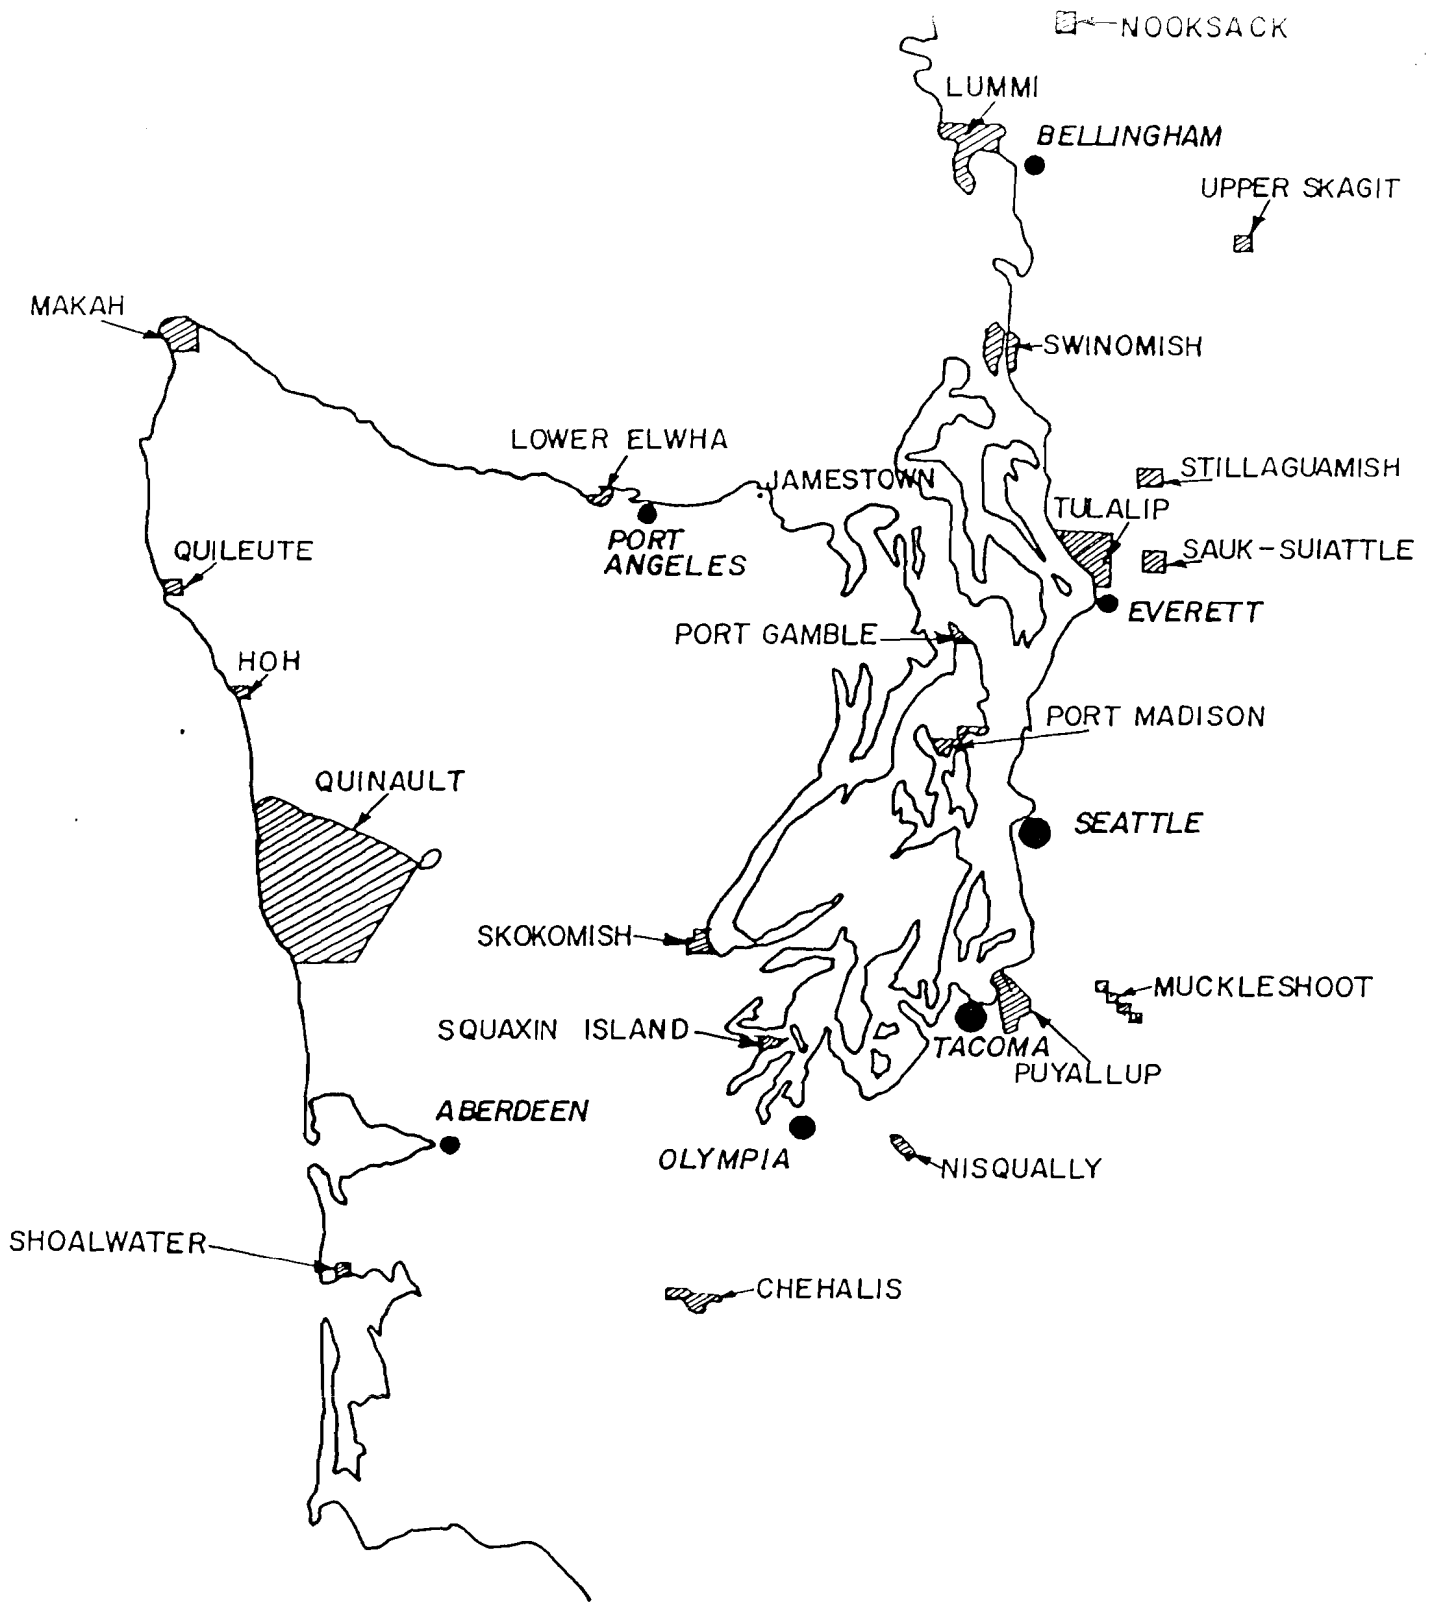 NOOKSACK
LUMMI
BELLINGHAM
UPPER SKAGIT
MAKAH
SWINOMISH
LOWER ELWHA
JAMESTOWN
STILLAGUAMISH
TULALIP
PORT
ANGELES
QUILEUTE
SAUK-SUIATTLE
EVERETT
PORT GAMBLE
HOH
PORT MADISON
QUINAULT
SEATTLE
SKOKOMISH
MUCKLESHOOT
SQUAXIN ISLAND
TACOMA
PUYALLUP
ABERDEEN
OLYMPIA
NISQUALLY
SHOALWATER
CHEHALIS